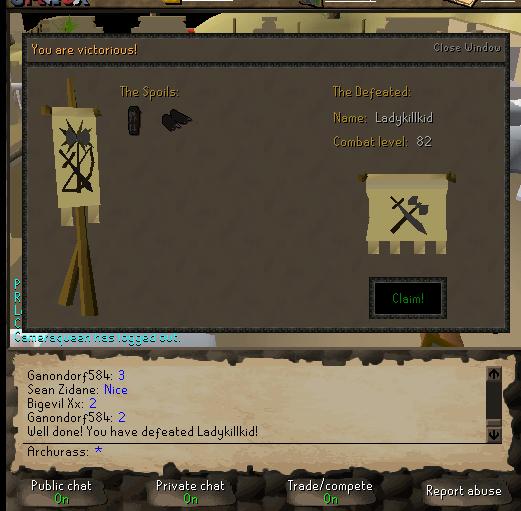 You are victorious!
Close Window
The Spoils:
The Defeated:
Name: Ladykillkid
Combat level: 82
Claim!
Cameraqueen has logged out.
Ganondorf584: 3
Sean Zidane: Nice
Bigevil Xx: 2
Ganondorf584: 2
Well done! You have defeated Ladykillkid!
Archurass: *
Public chat
On
Private chat
On
Trade/compete
On
Report abuse